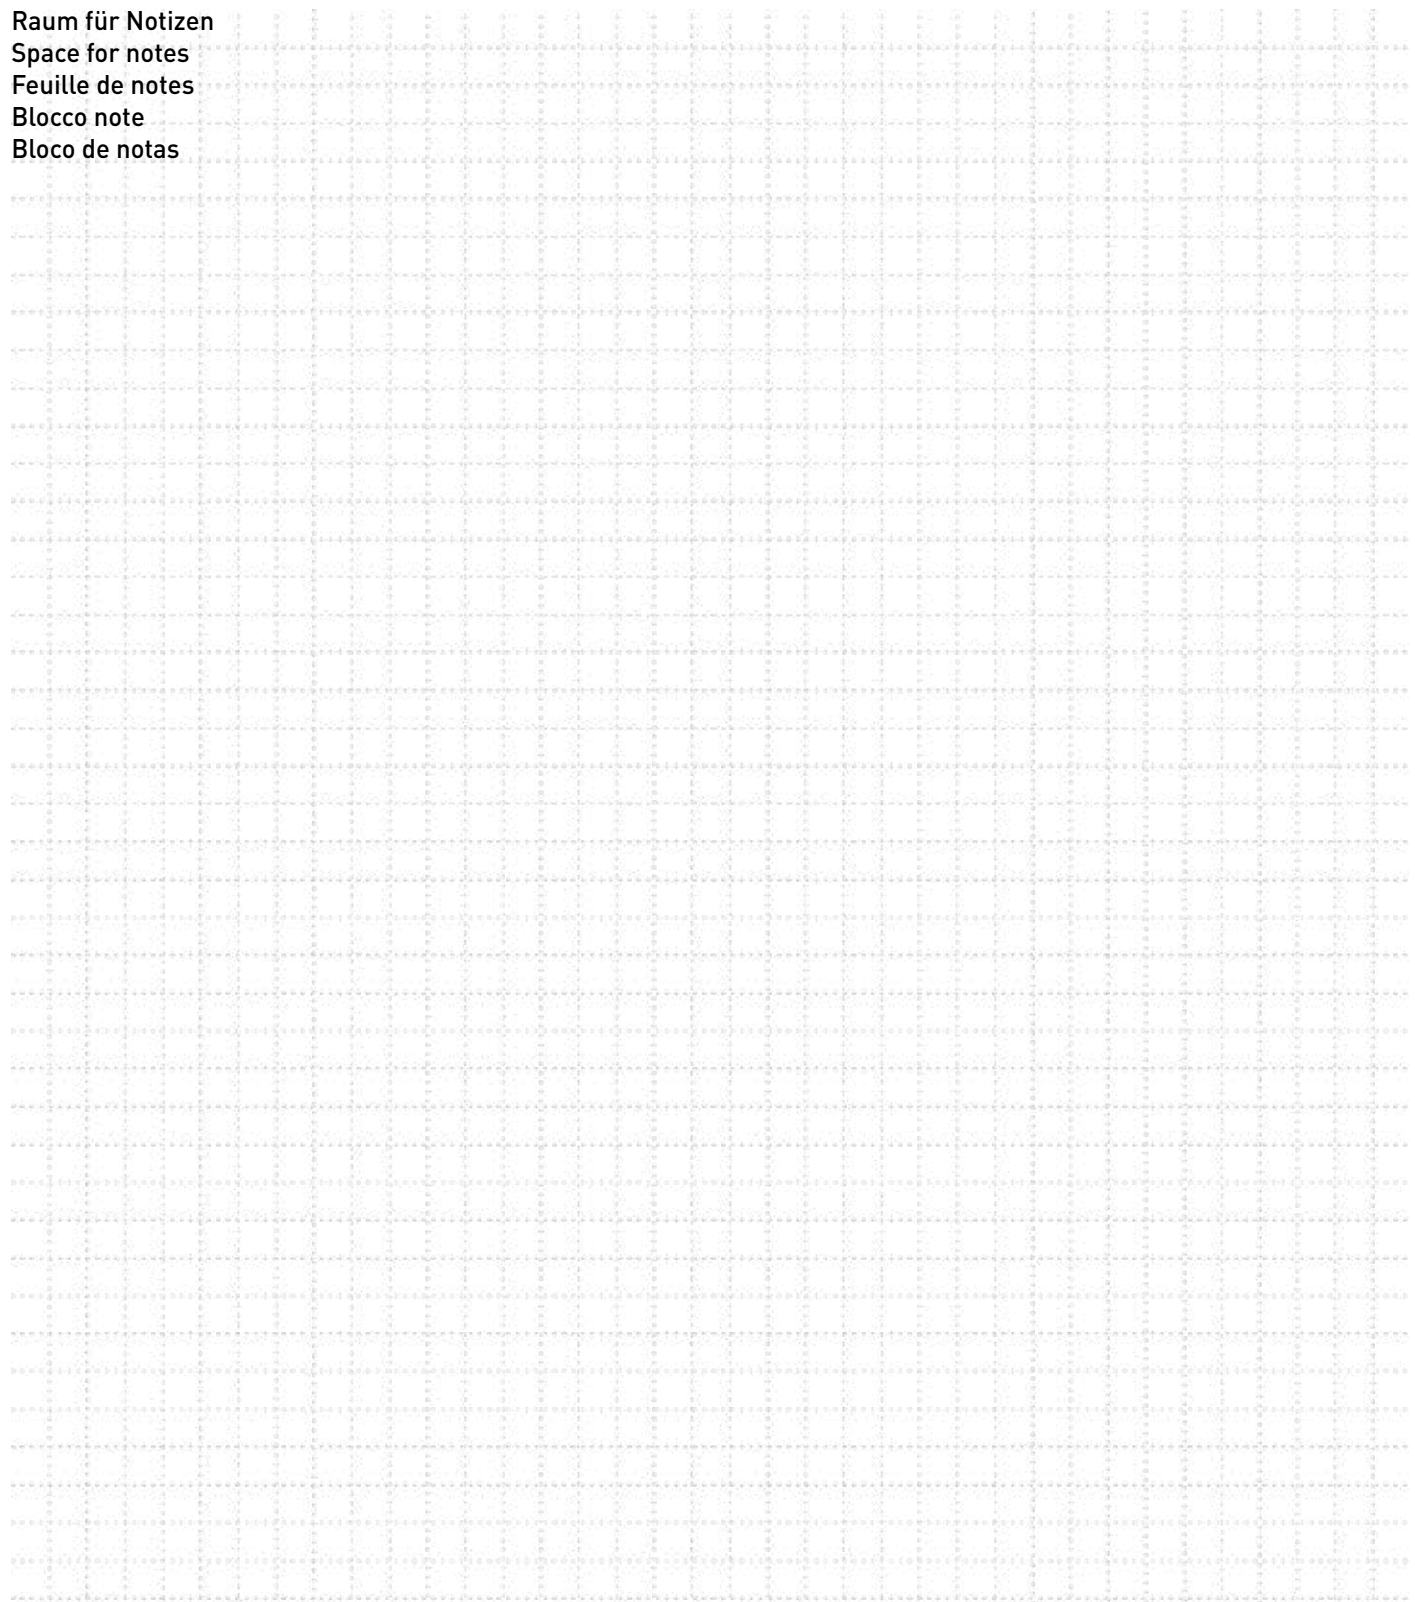 Raum für Notizen
Space for notes
Feuille de notes
Blocco note
Bloco de notas